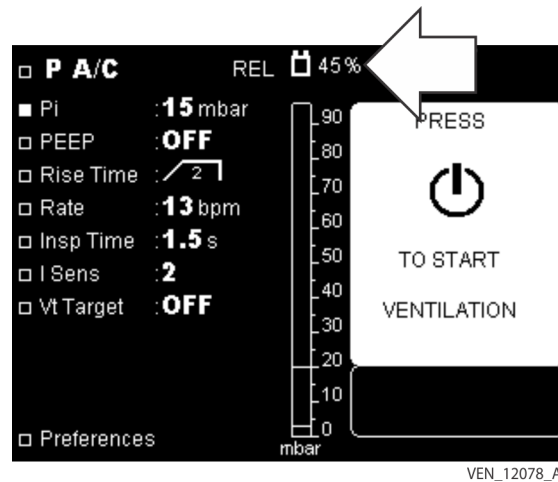 P A/C REL 45%
Pi :15 mbar
PEEP :OFF
Rise Time : 2
Rate :13 bpm
Insp Time :1.5 s
I Sens :2
Vt Target :OFF
Preferences
90
80
70
60
50
40
30
20
10
0
mbar
PRESS
TO START
VENTILATION
VEN_12078_A